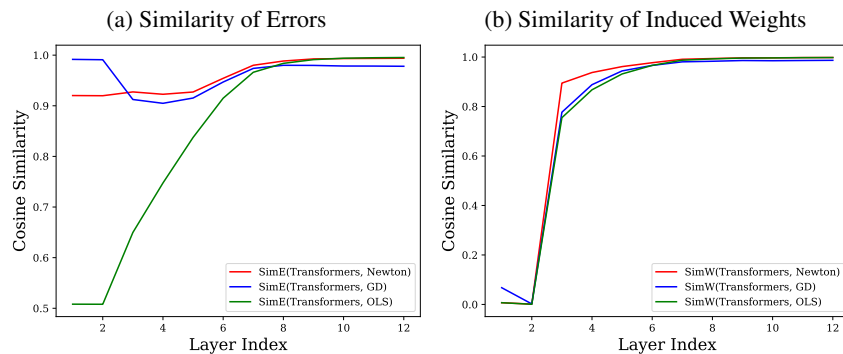 (a) Similarity of Errors
1.0
0.9
0.8
0.7
0.6
0.5
Cosine Similarity
2
4
6
8
10
12
Layer Index
SimE(Transformers, Newton)
SimE(Transformers, GD)
SimE(Transformers, OLS)
(b) Similarity of Induced Weights
1.0
0.8
0.6
0.4
0.2
0.0
Cosine Similarity
2
4
6
8
10
12
Layer Index
SimW(Transformers, Newton)
SimW(Transformers, GD)
SimW(Transformers, OLS)